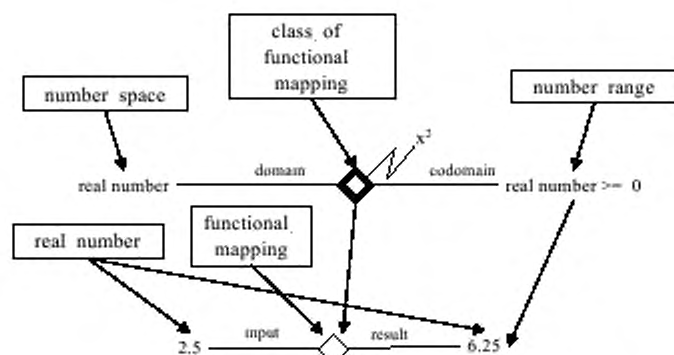 class of
functional
mapping
number space
number range
x²
real number
domain
codomain
real number >= 0
real number
functional
mapping
2.5
input
result
6.25